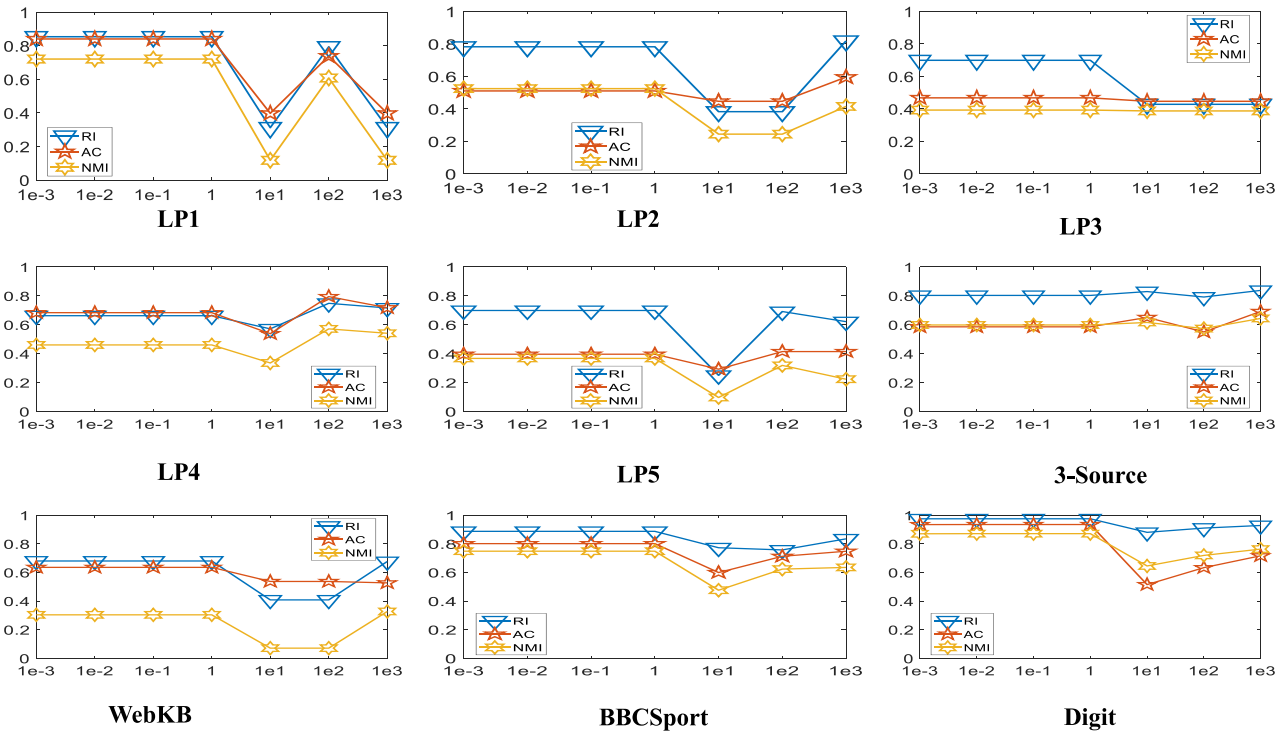 1
0.8
0.6
0.4
0.2
0
RI
AC
NMI
1e-3 1e-2 1e-1 1 1e1 1e2 1e3
LP1
1
0.8
0.6
0.4
0.2
0
RI
AC
NMI
1e-3 1e-2 1e-1 1 1e1 1e2 1e3
LP2
1
0.8
0.6
0.4
0.2
0
RI
AC
NMI
1e-3 1e-2 1e-1 1 1e1 1e2 1e3
LP3
1
0.8
0.6
0.4
0.2
0
RI
AC
NMI
1e-3 1e-2 1e-1 1 1e1 1e2 1e3
LP4
1
0.8
0.6
0.4
0.2
0
RI
AC
NMI
1e-3 1e-2 1e-1 1 1e1 1e2 1e3
LP5
1
0.8
0.6
0.4
0.2
0
RI
AC
NMI
1e-3 1e-2 1e-1 1 1e1 1e2 1e3
3-Source
1
0.8
0.6
0.4
0.2
0
RI
AC
NMI
1e-3 1e-2 1e-1 1 1e1 1e2 1e3
WebKB
1
0.8
0.6
0.4
0.2
0
RI
AC
NMI
1e-3 1e-2 1e-1 1 1e1 1e2 1e3
BBCSport
1
0.8
0.6
0.4
0.2
0
RI
AC
NMI
1e-3 1e-2 1e-1 1 1e1 1e2 1e3
Digit